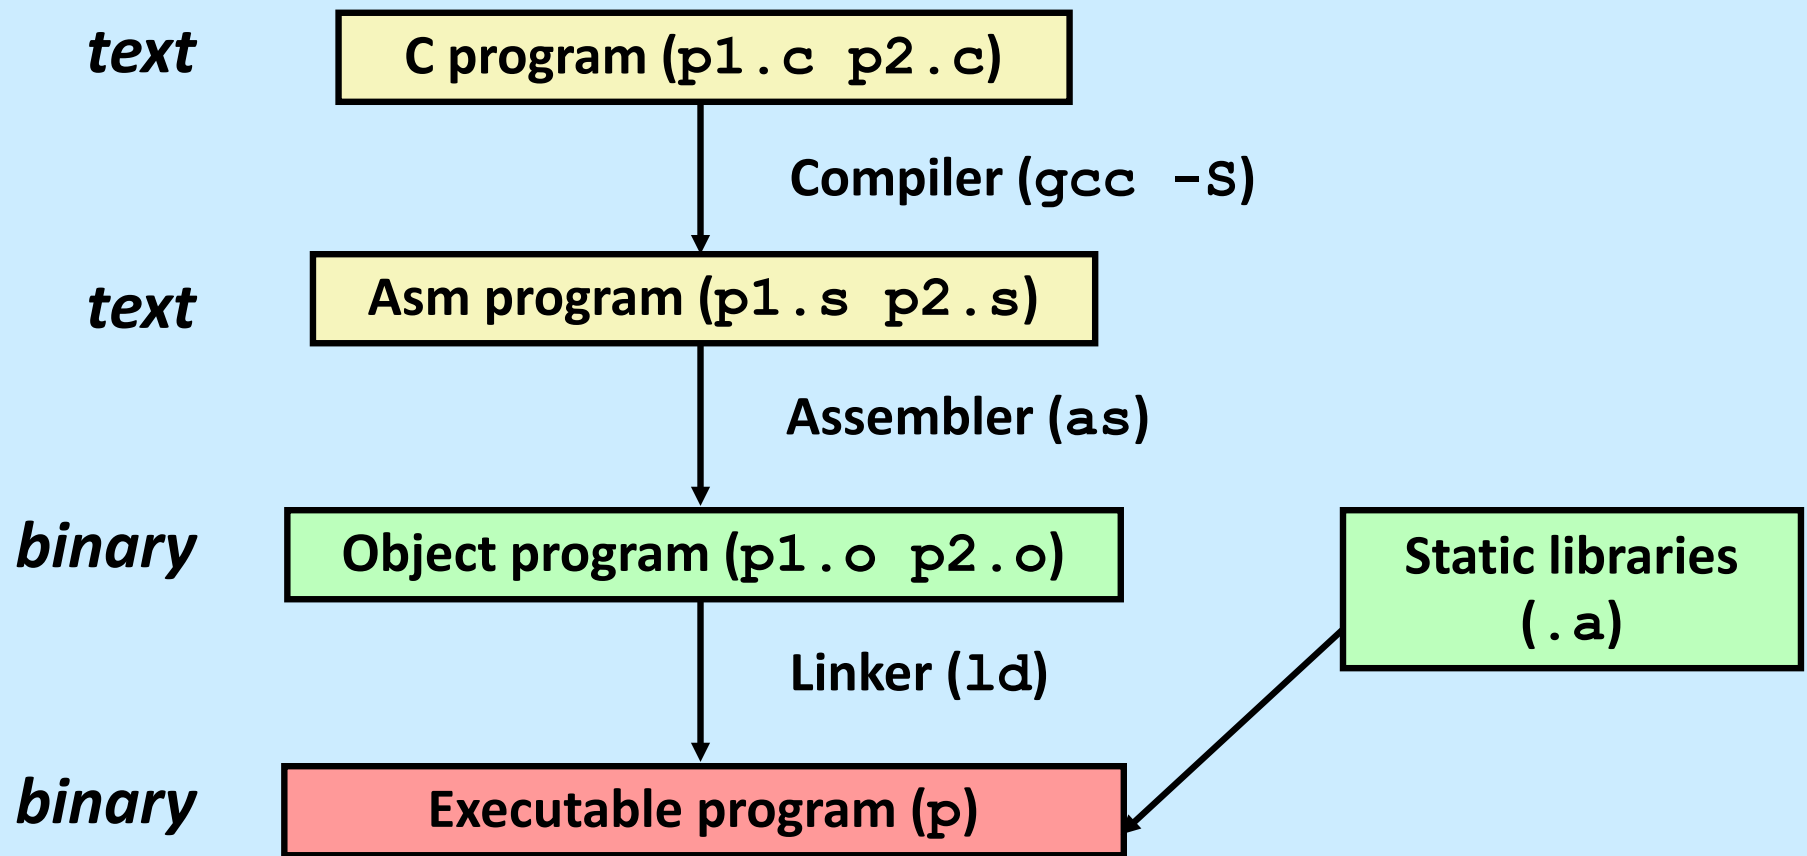 text
C program (p1.c p2.c)
Compiler (gcc -S)
text
Asm program (p1.s p2.s)
Assembler (as)
binary
Object program (p1.o p2.o)
Static libraries
(.a)
Linker (ld)
binary
Executable program (p)